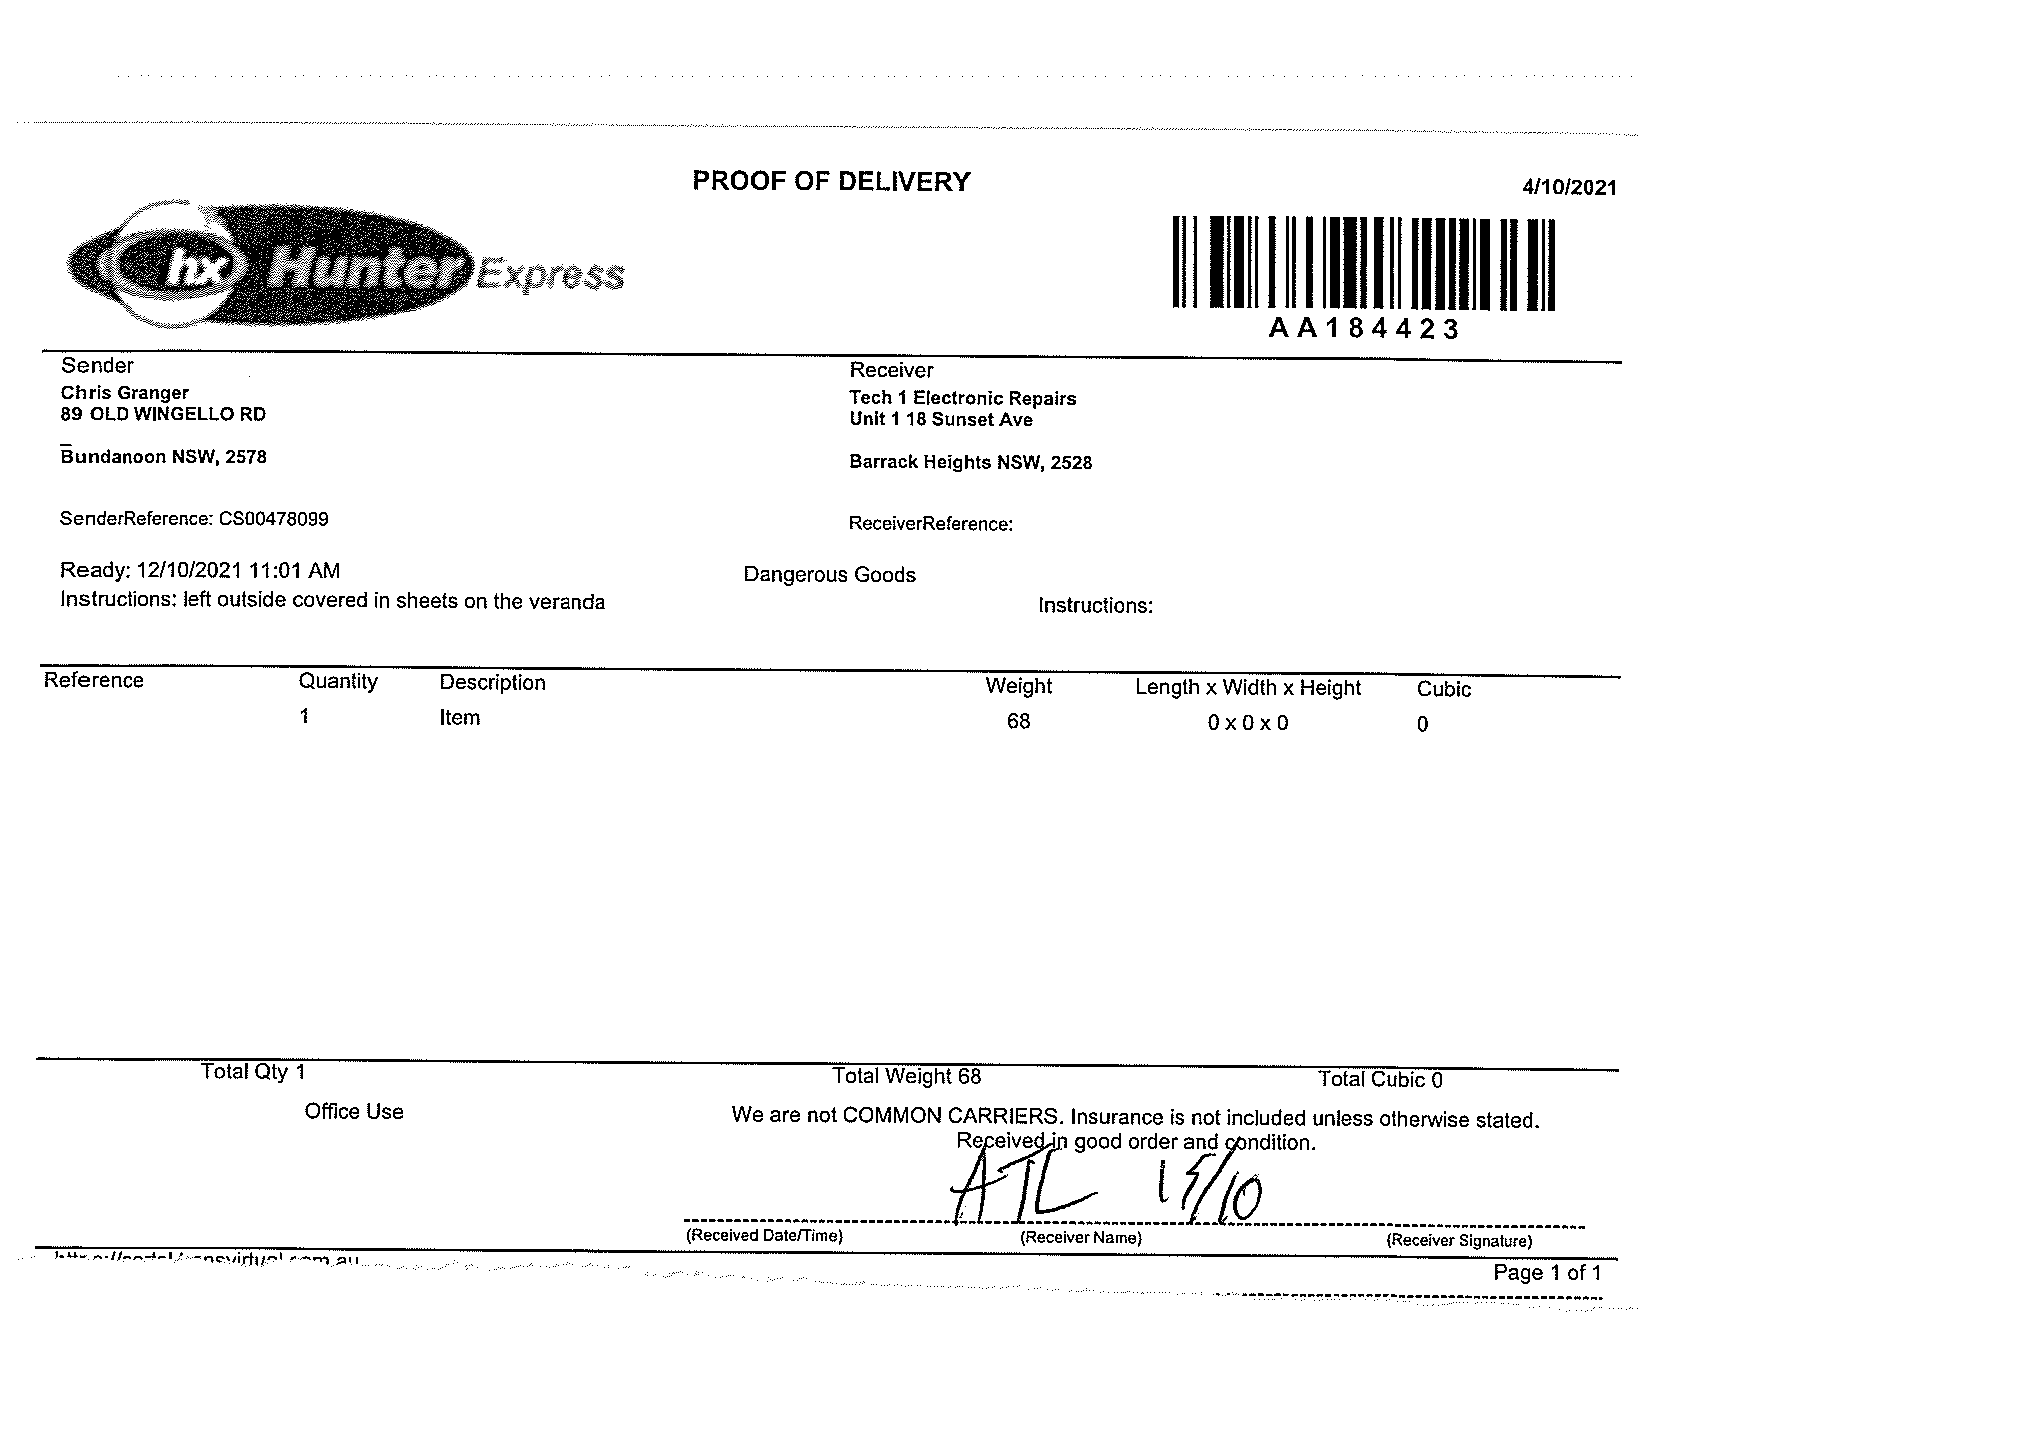 PROOF OF DELIVERY
4/10/2021
hx Hunter Express
AA184423
Sender
Chris Granger
89 OLD WINGELLO RD
Bundanoon NSW, 2578
SenderReference: CS00478099
Receiver
Tech 1 Electronic Repairs
Unit 1 18 Sunset Ave
Barrack Heights NSW, 2528
ReceiverReference:
Ready: 12/10/2021 11:01 AM
Dangerous Goods
Instructions: left outside covered in sheets on the veranda
Instructions:
Reference Quantity Description Weight Length x Width x Height Cubic
1 Item 68 0 x 0 x 0 0
Total Qty 1 Total Weight 68 Total Cubic 0
Office Use
We are not COMMON CARRIERS. Insurance is not included unless otherwise stated.
Received in good order and condition.
ATL 15/10
(Received Date/Time) (Receiver Name) (Receiver Signature)
Page 1 of 1